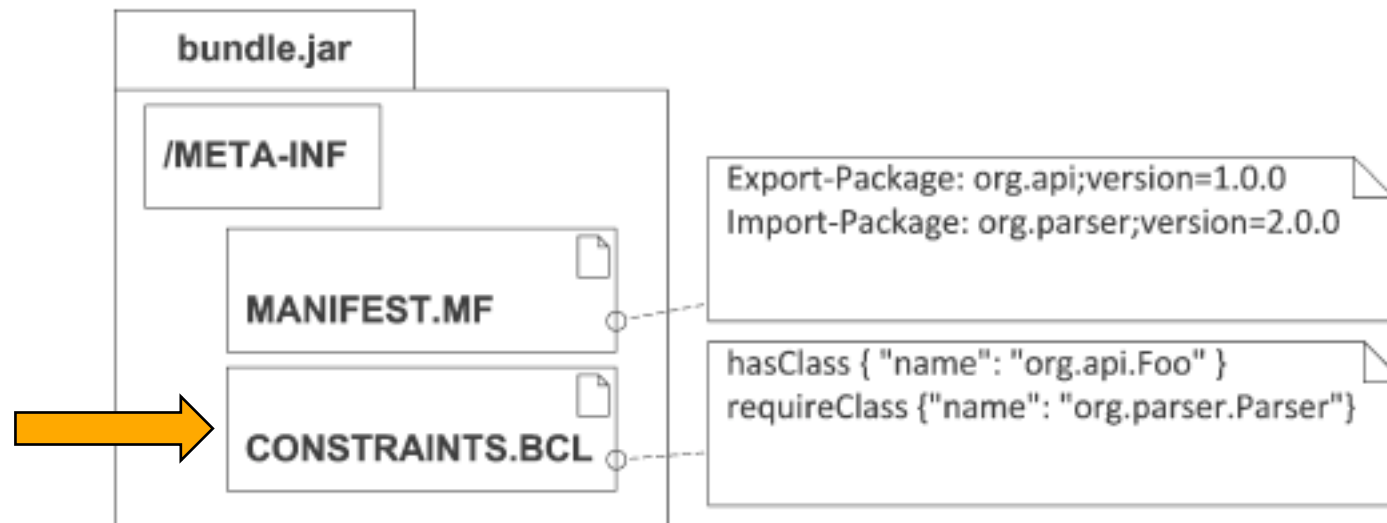 bundle.jar
/META-INF
Export-Package: org.api;version=1.0.0
Import-Package: org.parser;version=2.0.0
MANIFEST.MF
hasClass { "name": "org.api.Foo" }
requireClass {"name": "org.parser.Parser"}
CONSTRAINTS.BCL